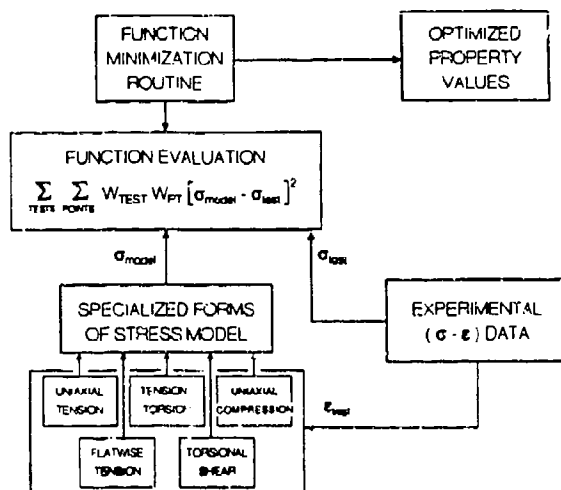 FUNCTION
MINIMIZATION
ROUTINE
OPTIMIZED
PROPERTY
VALUES
FUNCTION EVALUATION
∑ ∑ W_TEST W_PT [σ_model - σ_test]²
TESTS POINTS
σ_model
σ_test
SPECIALIZED FORMS
OF STRESS MODEL
EXPERIMENTAL
(σ - ε) DATA
UNIAXIAL
TENSION
TENSION
TORSION
UNIAXIAL
COMPRESSION
ε_test
FLATWISE
TENSION
TORSIONAL
SHEAR